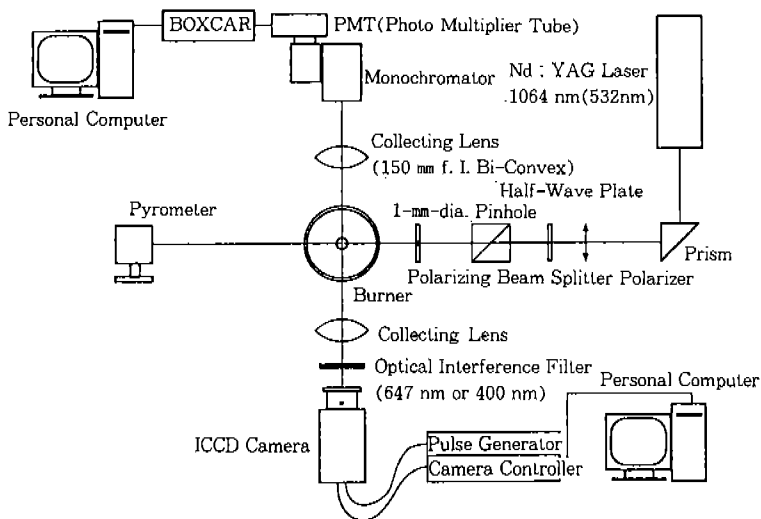 BOXCAR
PMT(Photo Multiplier Tube)
Monochromator
Nd : YAG Laser
.1064 nm(532nm)
Personal Computer
Collecting Lens
(150 mm f. I. Bi-Convex)
Half-Wave Plate
1-mm-dia. Pinhole
Pyrometer
Prism
Polarizing Beam Splitter Polarizer
Burner
Collecting Lens
Optical Interference Filter
(647 nm or 400 nm)
Personal Computer
ICCD Camera
Pulse Generator
Camera Controller